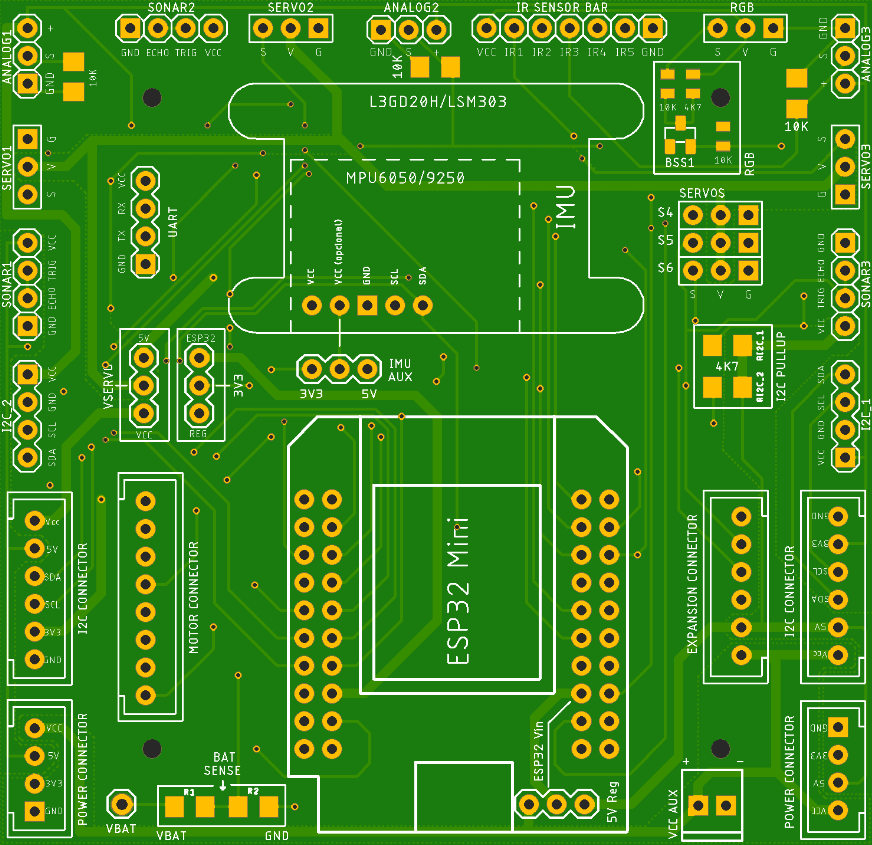 SONAR2
SERVO2
ANALOG2
IR SENSOR BAR
RGB
GND ECHO TRIG VCC
S V G
GND S +
VCC IR1 IR2 IR3 IR4 IR5 GND
S V G
ANALOG1
+
S
GND
10K
10K
L3GD20H/LSM303
MPU6050/9250
IMU
VCC
VCC (opcional)
GND
SCL
SDA
10K 4K7
BSS1
10K
RGB
10K
ANALOG3
GND
S
+
SERVO1
G
V
S
UART
VCC
RX
TX
GND
SERVOS
S4
S5
S6
S V G
SERVO3
S
V
G
SONAR1
VCC
TRIG
ECHO
GND
SONAR3
GND
ECHO
TRIG
VCC
VSERVO
5V
VCC
ESP32
EVE
REG
IMU
AUX
3V3 5V
4K7
RI2C_1
RI2C_2
I2C PULLUP
I2C_2
VCC
GND
SCL
SDA
I2C_1
SDA
SCL
GND
VCC
I2C CONNECTOR
Vcc
5V
SDA
SCL
3V3
GND
MOTOR CONNECTOR
ESP32 Mini
EXPANSION CONNECTOR
I2C CONNECTOR
GND
3V3
SCL
SDA
5V
VCC
POWER CONNECTOR
VCC
5V
3V3
GND
BAT
SENSE
R1 R2
VBAT
VBAT GND
ESP32 Vin
5V Reg
VCC AUX
+ -
POWER CONNECTOR
GND
3V3
5V
VCC